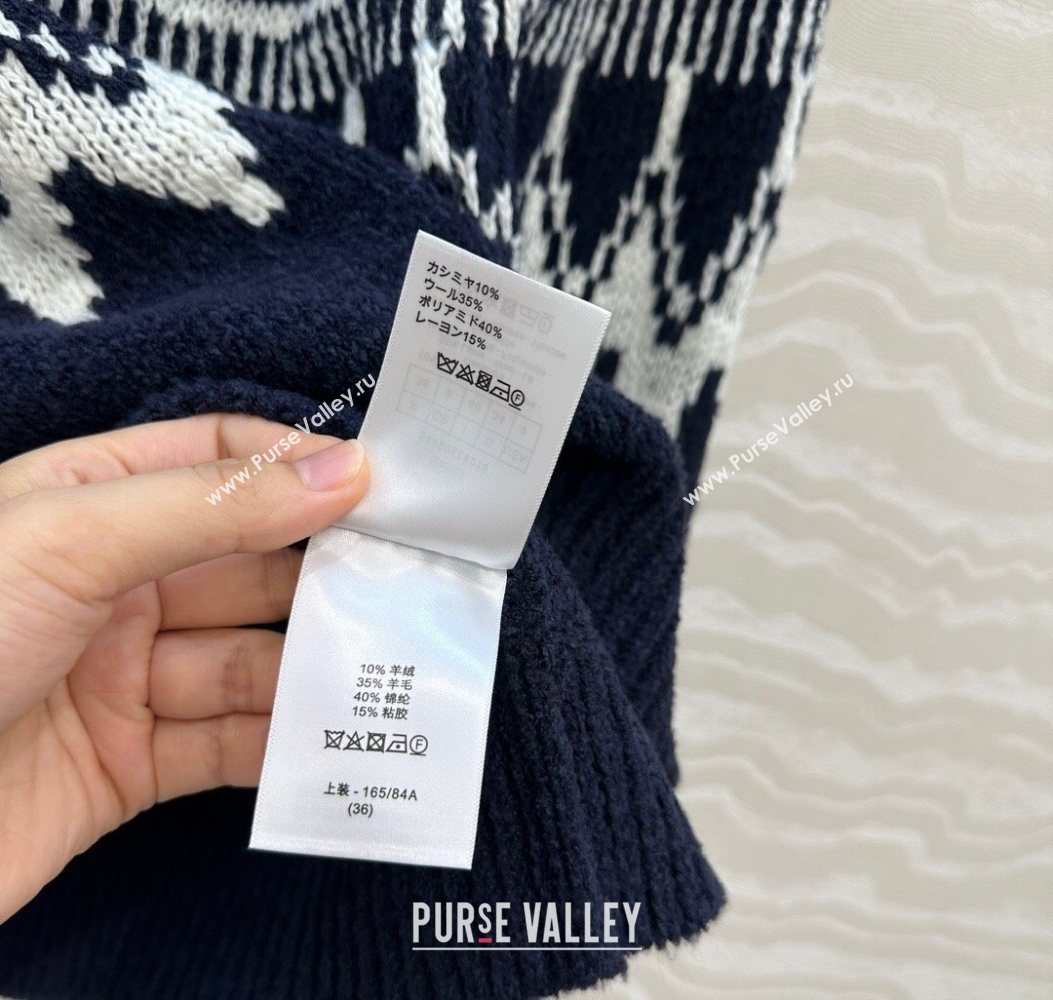 カシミヤ10%
ウール35%
ポリアミド40%
レーヨン15%
www.PurseValley.ru
www.PurseValley.ru
10% 羊绒
35% 羊毛
40% 锦纶
15% 粘胶
上装 - 165/84A
(36)
PURSE VALLEY